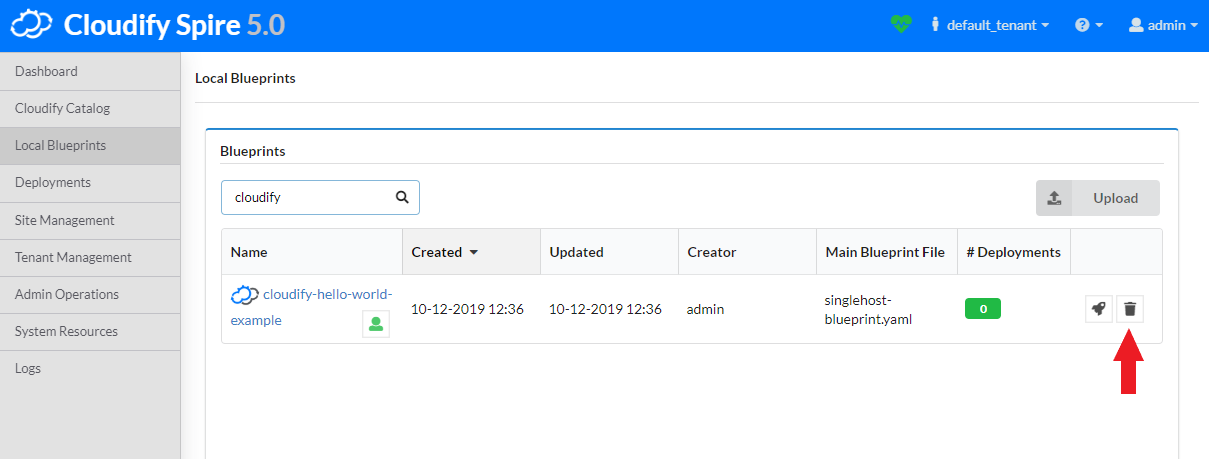 Cloudify Spire 5.0
default_tenant
admin
Dashboard
Cloudify Catalog
Local Blueprints
Deployments
Site Management
Tenant Management
Admin Operations
System Resources
Logs
Local Blueprints
Blueprints
cloudify
Upload
Name Created Updated Creator Main Blueprint File # Deployments
cloudify-hello-world-
example
10-12-2019 12:36
10-12-2019 12:36
admin
singlehost-
blueprint.yaml
0